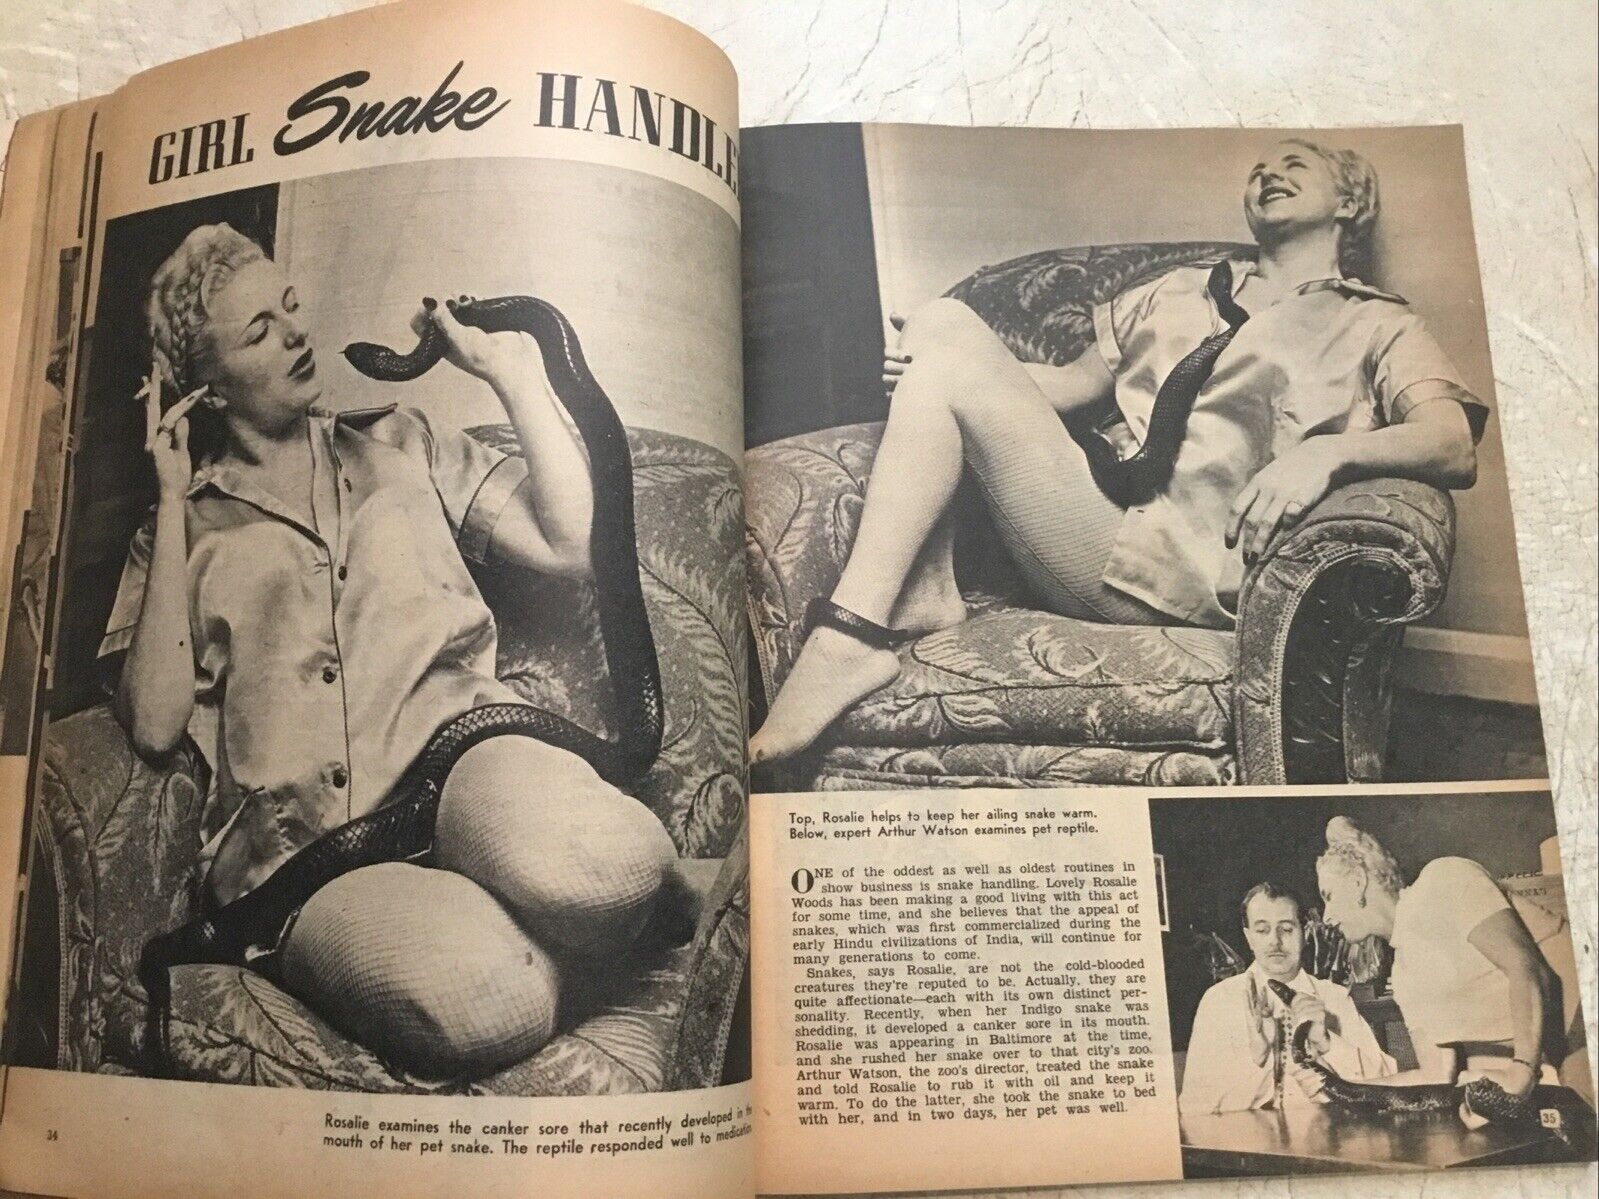 GIRL Snake HANDLE
Rosalie examines the canker sore that recently developed in the
mouth of her pet snake. The reptile responded well to medication
34
Top, Rosalie helps to keep her ailing snake warm.
Below, expert Arthur Watson examines pet reptile.
ONE of the oddest as well as oldest routines in
show business is snake handling. Lovely Rosalie
Woods has been making a good living with this act
for some time, and she believes that the appeal of
snakes, which was first commercialized during the
early Hindu civilizations of India, will continue for
many generations to come.
Snakes, says Rosalie, are not the cold-blooded
creatures they're reputed to be. Actually, they are
quite affectionate—each with its own distinct per-
sonality. Recently, when her Indigo snake was
shedding, it developed a canker sore in its mouth.
Rosalie was appearing in Baltimore at the time,
and she rushed her snake over to that city's zoo.
Arthur Watson, the zoo's director, treated the snake
and told Rosalie to rub it with oil and keep it
warm. To do the latter, she took the snake to bed
with her, and in two days, her pet was well.
35